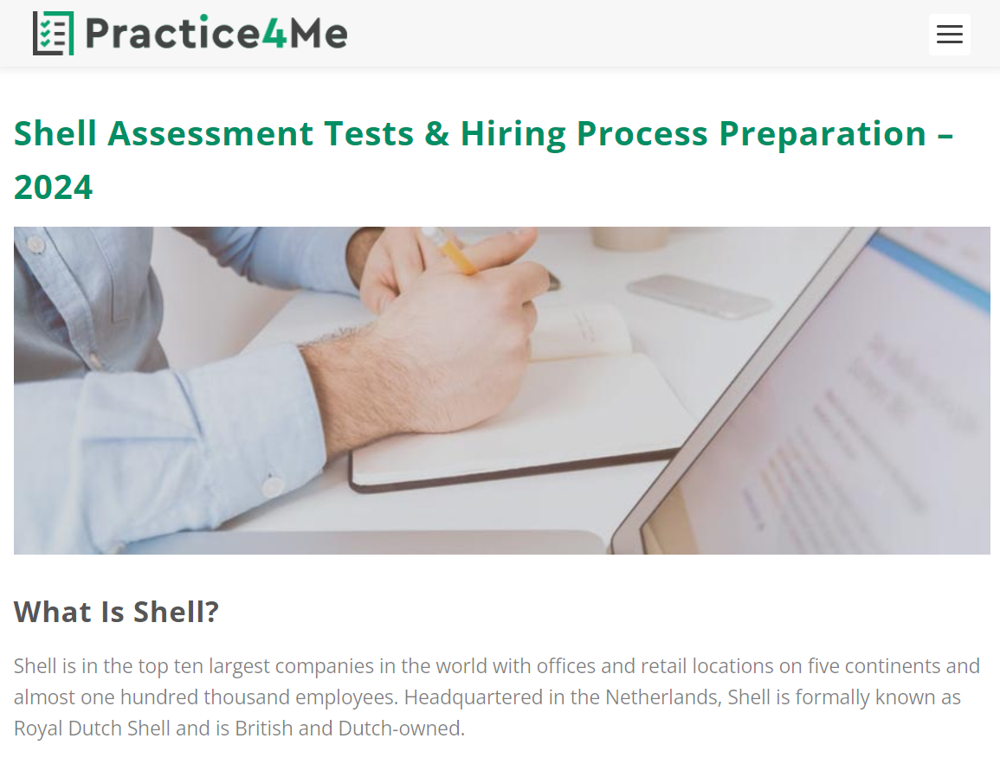 Practice4Me
Shell Assessment Tests & Hiring Process Preparation –
2024
What Is Shell?
Shell is in the top ten largest companies in the world with offices and retail locations on five continents and
almost one hundred thousand employees. Headquartered in the Netherlands, Shell is formally known as
Royal Dutch Shell and is British and Dutch-owned.